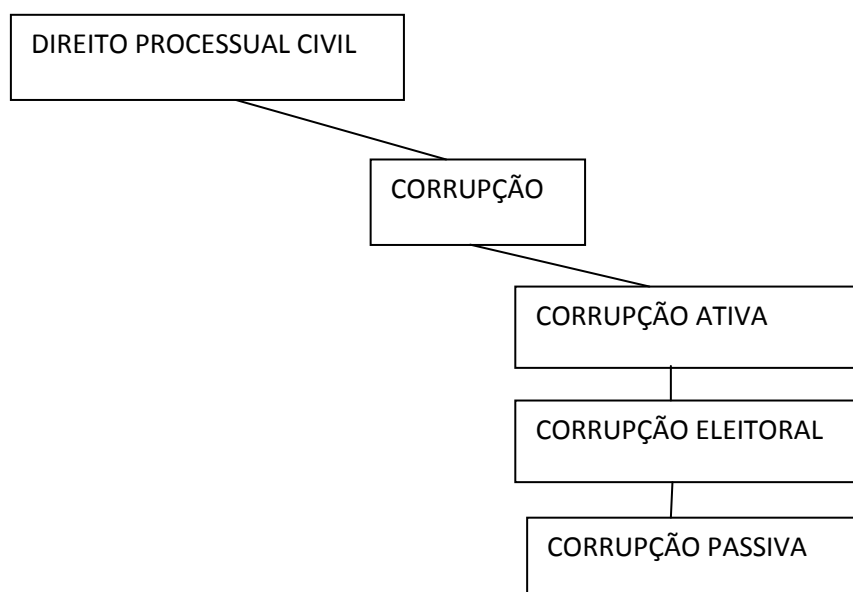 DIREITO PROCESSUAL CIVIL
CORRUPÇÃO
CORRUPÇÃO ATIVA
CORRUPÇÃO ELEITORAL
CORRUPÇÃO PASSIVA